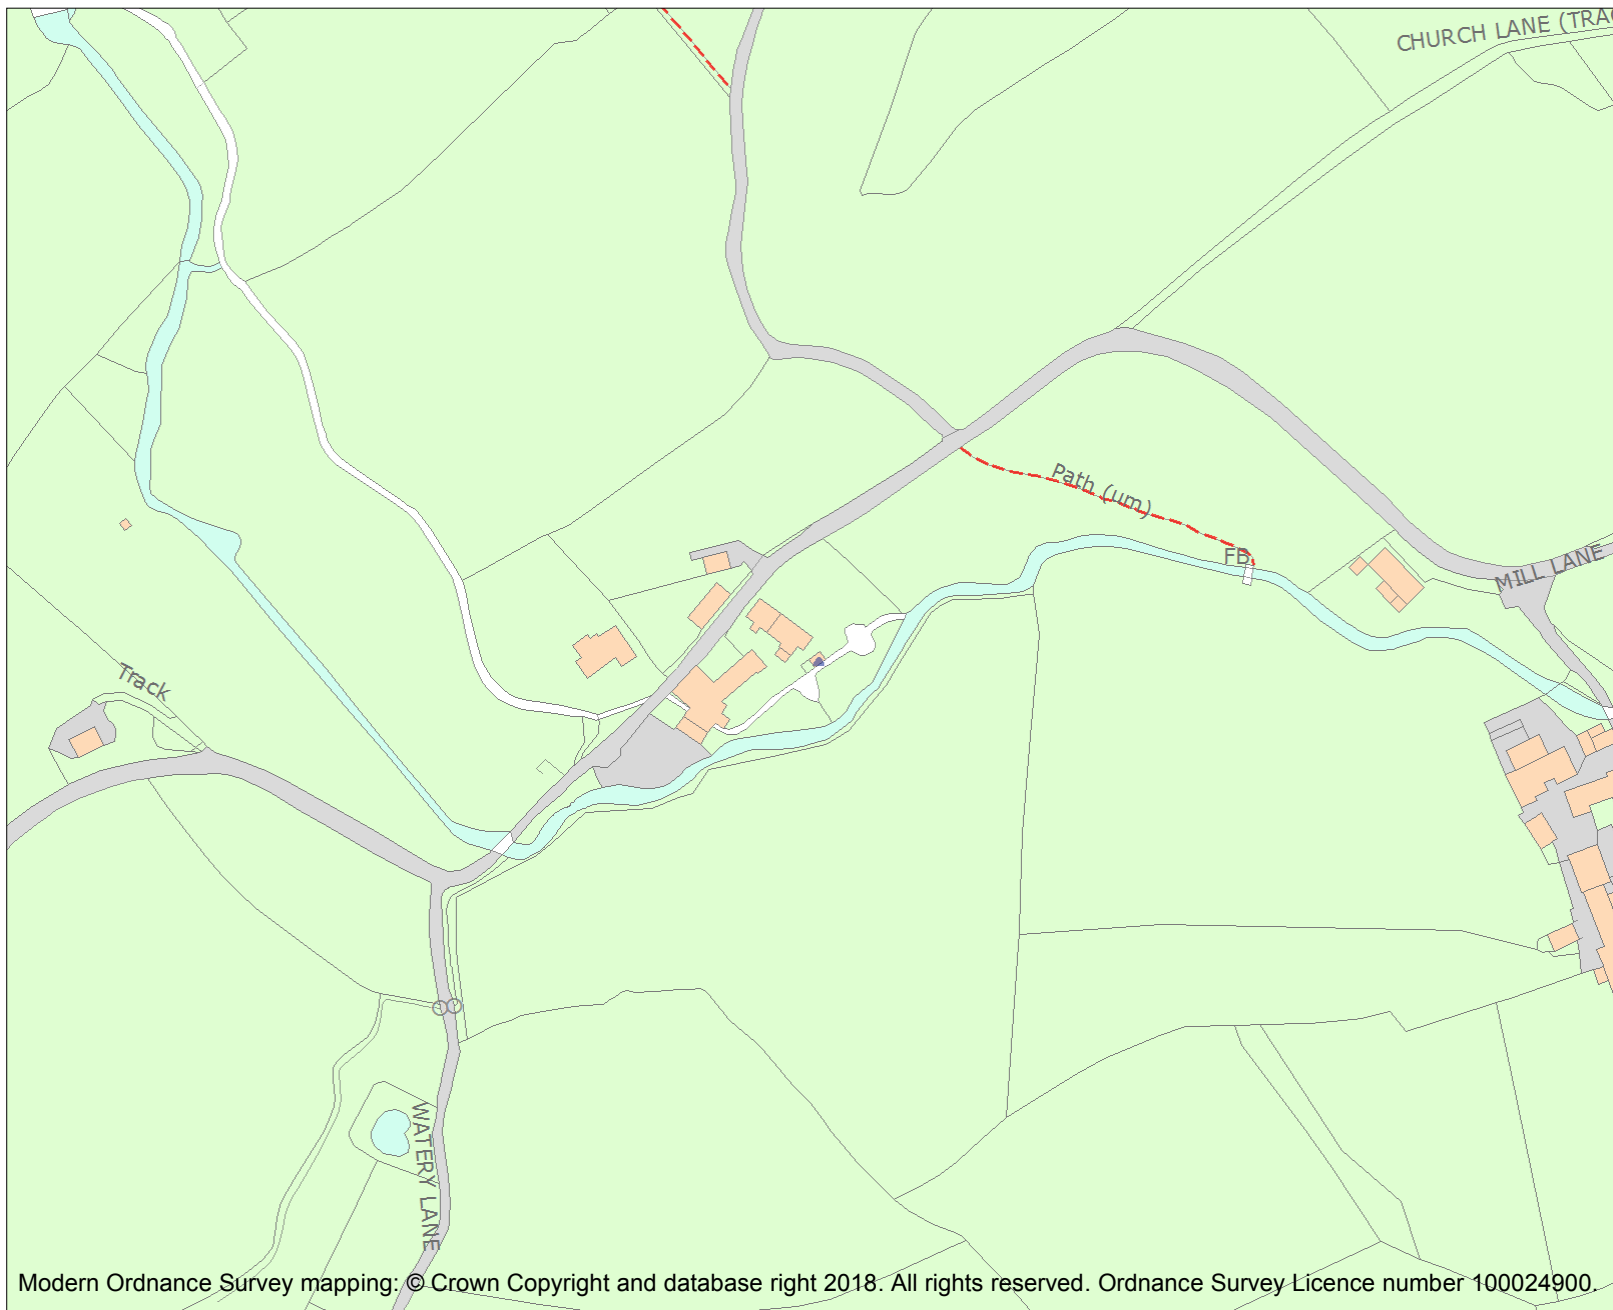 CHURCH LANE (TRAC
Path (um)
FB
MILL LANE
Track
WATERY LANE
Modern Ordnance Survey mapping: © Crown Copyright and database right 2018. All rights reserved. Ordnance Survey Licence number 100024900.